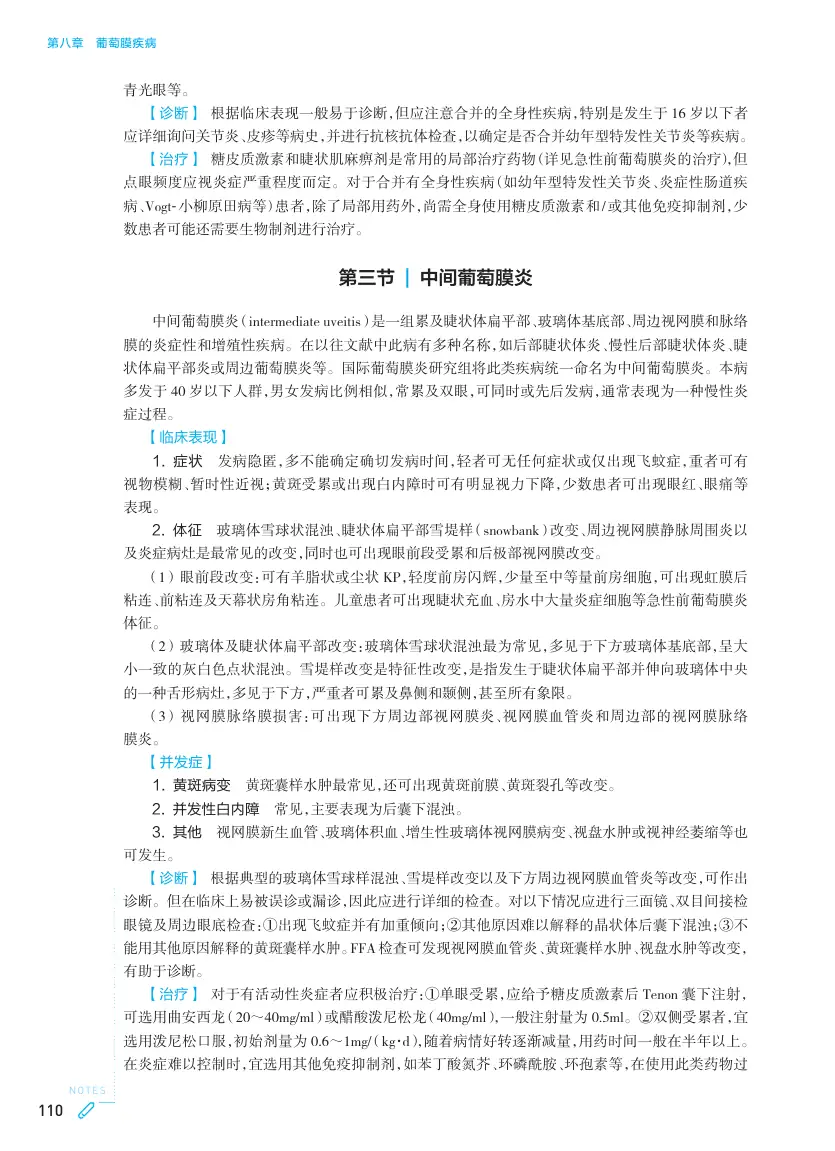 第八章 葡萄膜疾病
青光眼等。
【诊断】 根据临床表现一般易于诊断,但应注意合并的全身性疾病,特别是发生于 16 岁以下者
应详细询问关节炎、皮疹等病史,并进行抗核抗体检查,以确定是否合并幼年型特发性关节炎等疾病。
【治疗】 糖皮质激素和睫状肌麻痹剂是常用的局部治疗药物(详见急性前葡萄膜炎的治疗),但
点眼频度应视炎症严重程度而定。对于合并有全身性疾病(如幼年型特发性关节炎、炎症性肠道疾
病、Vogt-小柳原田病等)患者,除了局部用药外,尚需全身使用糖皮质激素和/或其他免疫抑制剂,少
数患者可能还需要生物制剂进行治疗。
第三节 | 中间葡萄膜炎
中间葡萄膜炎(intermediate uveitis)是一组累及睫状体扁平部、玻璃体基底部、周边视网膜和脉络
膜的炎症性和增殖性疾病。在以往文献中此病有多种名称,如后部睫状体炎、慢性后部睫状体炎、睫
状体扁平部炎或周边葡萄膜炎等。国际葡萄膜炎研究组将此类疾病统一命名为中间葡萄膜炎。本病
多发于 40 岁以下人群,男女发病比例相似,常累及双眼,可同时或先后发病,通常表现为一种慢性炎
症过程。
【临床表现】
1. 症状 发病隐匿,多不能确定确切发病时间,轻者可无任何症状或仅出现飞蚊症,重者可有
视物模糊、暂时性近视;黄斑受累或出现白内障时可有明显视力下降,少数患者可出现眼红、眼痛等
表现。
2. 体征 玻璃体雪球状混浊、睫状体扁平部雪堤样(snowbank)改变、周边视网膜静脉周围炎以
及炎症病灶是最常见的改变,同时也可出现眼前段受累和后极部视网膜改变。
(1)眼前段改变:可有羊脂状或尘状 KP,轻度前房闪辉,少量至中等量前房细胞,可出现虹膜后
粘连、前粘连及天幕状房角粘连。儿童患者可出现睫状充血、房水中大量炎症细胞等急性前葡萄膜炎
体征。
(2)玻璃体及睫状体扁平部改变:玻璃体雪球状混浊最为常见,多见于下方玻璃体基底部,呈大
小一致的灰白色点状混浊。雪堤样改变是特征性改变,是指发生于睫状体扁平部并伸向玻璃体中央
的一种舌形病灶,多见于下方,严重者可累及鼻侧和颞侧,甚至所有象限。
(3)视网膜脉络膜损害:可出现下方周边部视网膜炎、视网膜血管炎和周边部的视网膜脉络
膜炎。
【并发症】
1. 黄斑病变 黄斑囊样水肿最常见,还可出现黄斑前膜、黄斑裂孔等改变。
2. 并发性白内障 常见,主要表现为后囊下混浊。
3. 其他 视网膜新生血管、玻璃体积血、增生性玻璃体视网膜病变、视盘水肿或视神经萎缩等也
可发生。
【诊断】 根据典型的玻璃体雪球样混浊、雪堤样改变以及下方周边视网膜血管炎等改变,可作出
诊断。但在临床上易被误诊或漏诊,因此应进行详细的检查。对以下情况应进行三面镜、双目间接检
眼镜及周边眼底检查:①出现飞蚊症并有加重倾向;②其他原因难以解释的晶状体后囊下混浊;③不
能用其他原因解释的黄斑囊样水肿。FFA 检查可发现视网膜血管炎、黄斑囊样水肿、视盘水肿等改变,
有助于诊断。
【治疗】 对于有活动性炎症者应积极治疗:①单眼受累,应给予糖皮质激素后 Tenon 囊下注射,
可选用曲安西龙(20～40mg/ml)或醋酸泼尼松龙(40mg/ml),一般注射量为 0.5ml。②双侧受累者,宜
选用泼尼松口服,初始剂量为 0.6～1mg/(kg·d),随着病情好转逐渐减量,用药时间一般在半年以上。
在炎症难以控制时,宜选用其他免疫抑制剂,如苯丁酸氮芥、环磷酰胺、环孢素等,在使用此类药物过
NOTES
110